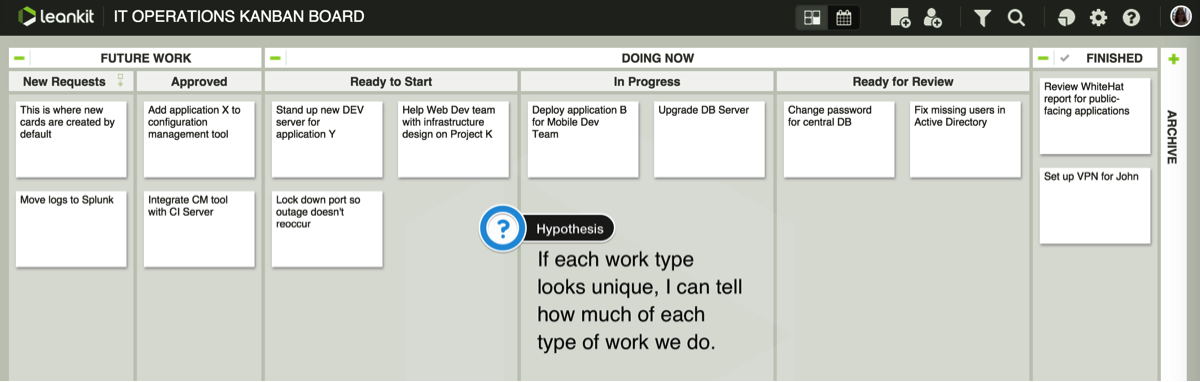 leankit
IT OPERATIONS KANBAN BOARD
FUTURE WORK
DOING NOW
FINISHED
New Requests
Approved
Ready to Start
In Progress
Ready for Review
This is where new
cards are created by
default
Move logs to Splunk
Add application X to
configuration
management tool
Integrate CM tool
with CI Server
Stand up new DEV
server for
application Y
Help Web Dev team
with infrastructure
design on Project K
Lock down port so
outage doesn't
reoccur
Deploy application B
for Mobile Dev
Team
Upgrade DB Server
Change password
for central DB
Fix missing users in
Active Directory
Review WhiteHat
report for public-
facing applications
Set up VPN for John
ARCHIVE
?
Hypothesis
If each work type
looks unique, I can tell
how much of each
type of work we do.